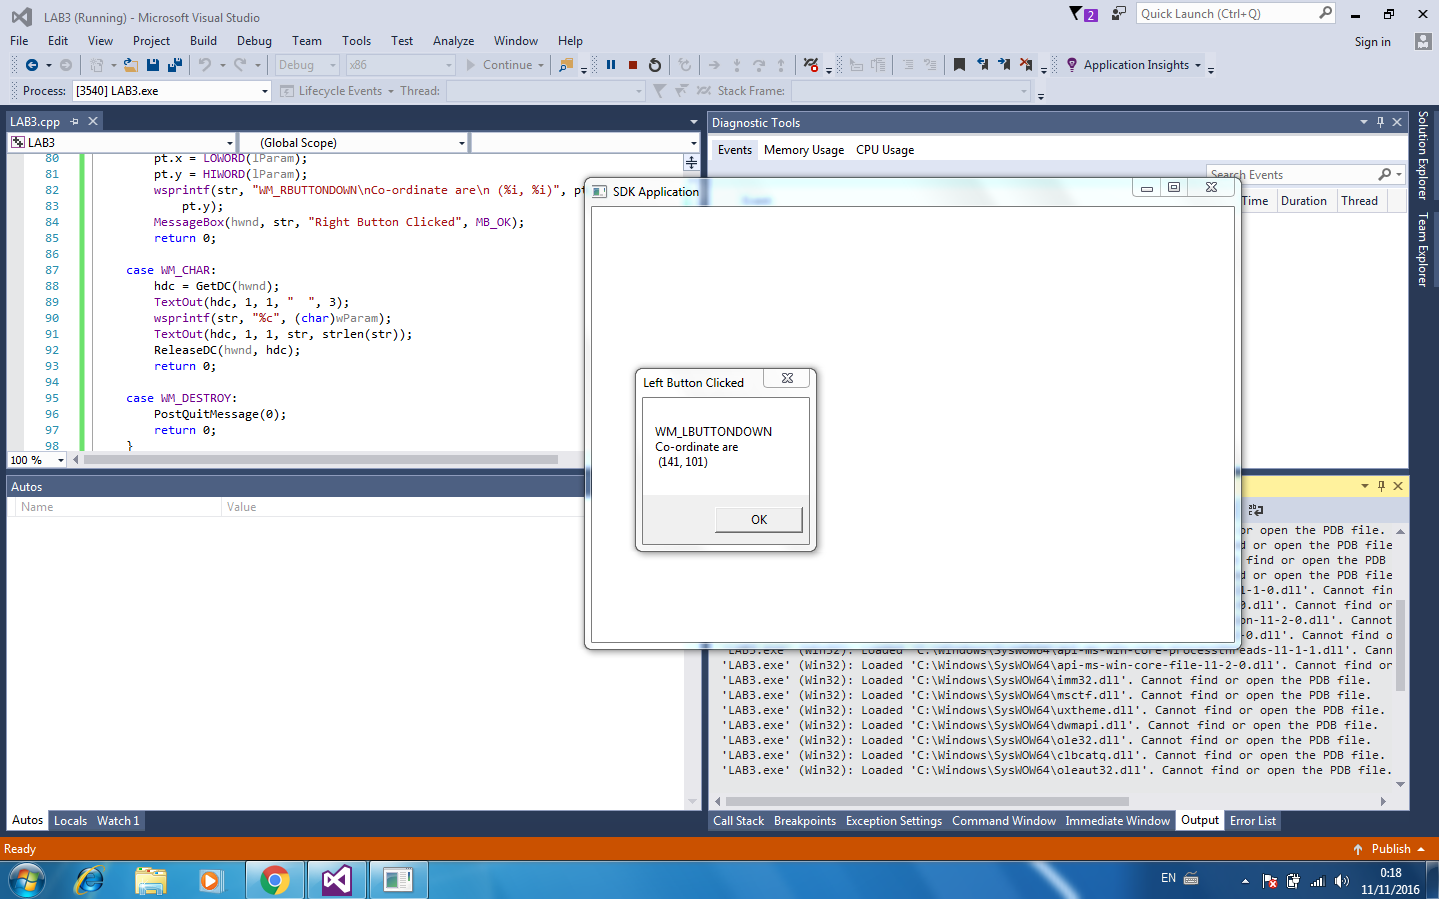 LAB3 (Running) - Microsoft Visual Studio
2
Quick Launch (Ctrl+Q)
File Edit View Project Build Debug Team Tools Test Analyze Window Help
Sign in
Debug x86 Continue Application Insights
Process: [3540] LAB3.exe Lifecycle Events Thread: Stack Frame:
LAB3.cpp
LAB3 (Global Scope)
80 pt.x = LOWORD(lParam);
81 pt.y = HIWORD(lParam);
82 wsprintf(str, "WM_RBUTTONDOWN\nCo-ordinate are\n (%i, %i)", pt
83 pt.y);
84 MessageBox(hwnd, str, "Right Button Clicked", MB_OK);
85 return 0;
86
87 case WM_CHAR:
88 hdc = GetDC(hwnd);
89 TextOut(hdc, 1, 1, "  ", 3);
90 wsprintf(str, "%c", (char)wParam);
91 TextOut(hdc, 1, 1, str, strlen(str));
92 ReleaseDC(hwnd, hdc);
93 return 0;
94
95 case WM_DESTROY:
96 PostQuitMessage(0);
97 return 0;
98 }
100 %
Diagnostic Tools
Events Memory Usage CPU Usage
Search Events
Time Duration Thread
Solution Explorer
Team Explorer
SDK Application
Left Button Clicked
WM_LBUTTONDOWN
Co-ordinate are
(141, 101)
OK
Autos
Name Value
or open the PDB file.
d or open the PDB file
find or open the PDB
d or open the PDB file
l-1-0.dll'. Cannot fin
0.dll'. Cannot find or
on-l1-2-0.dll'. Cannot
-0.dll'. Cannot find o
'LAB3.exe' (Win32): Loaded 'C:\Windows\SysWOW64\api-ms-win-core-processthreads-l1-1-1.dll'. Cann
'LAB3.exe' (Win32): Loaded 'C:\Windows\SysWOW64\api-ms-win-core-file-l1-2-0.dll'. Cannot find or
'LAB3.exe' (Win32): Loaded 'C:\Windows\SysWOW64\imm32.dll'. Cannot find or open the PDB file.
'LAB3.exe' (Win32): Loaded 'C:\Windows\SysWOW64\msctf.dll'. Cannot find or open the PDB file.
'LAB3.exe' (Win32): Loaded 'C:\Windows\SysWOW64\uxtheme.dll'. Cannot find or open the PDB file.
'LAB3.exe' (Win32): Loaded 'C:\Windows\SysWOW64\dwmapi.dll'. Cannot find or open the PDB file.
'LAB3.exe' (Win32): Loaded 'C:\Windows\SysWOW64\ole32.dll'. Cannot find or open the PDB file.
'LAB3.exe' (Win32): Loaded 'C:\Windows\SysWOW64\clbcatq.dll'. Cannot find or open the PDB file.
'LAB3.exe' (Win32): Loaded 'C:\Windows\SysWOW64\oleaut32.dll'. Cannot find or open the PDB file.
Autos Locals Watch 1
Call Stack Breakpoints Exception Settings Command Window Immediate Window Output Error List
Ready
Publish
EN
0:18
11/11/2016